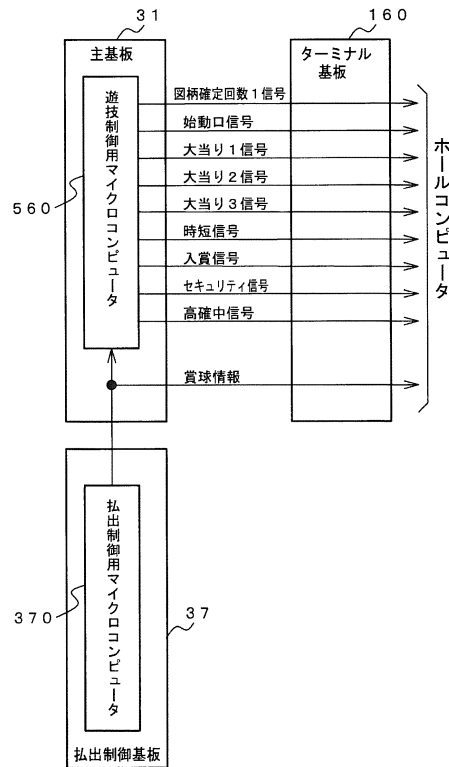 31
160
主基板
ターミナル
基板
遊技制御用マイクロコンピュータ
560
図柄確定回数1信号
始動口信号
大当り1信号
大当り2信号
大当り3信号
時短信号
入賞信号
セキュリティ信号
高確中信号
賞球情報
ホールコンピュータ
払出制御用マイクロコンピュータ
370
37
払出制御基板